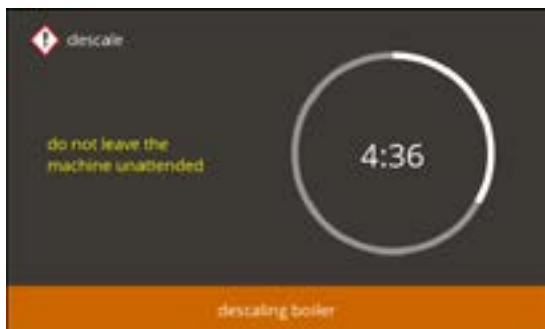 descale
do not leave the
machine unattended
4:36
descaling boiler